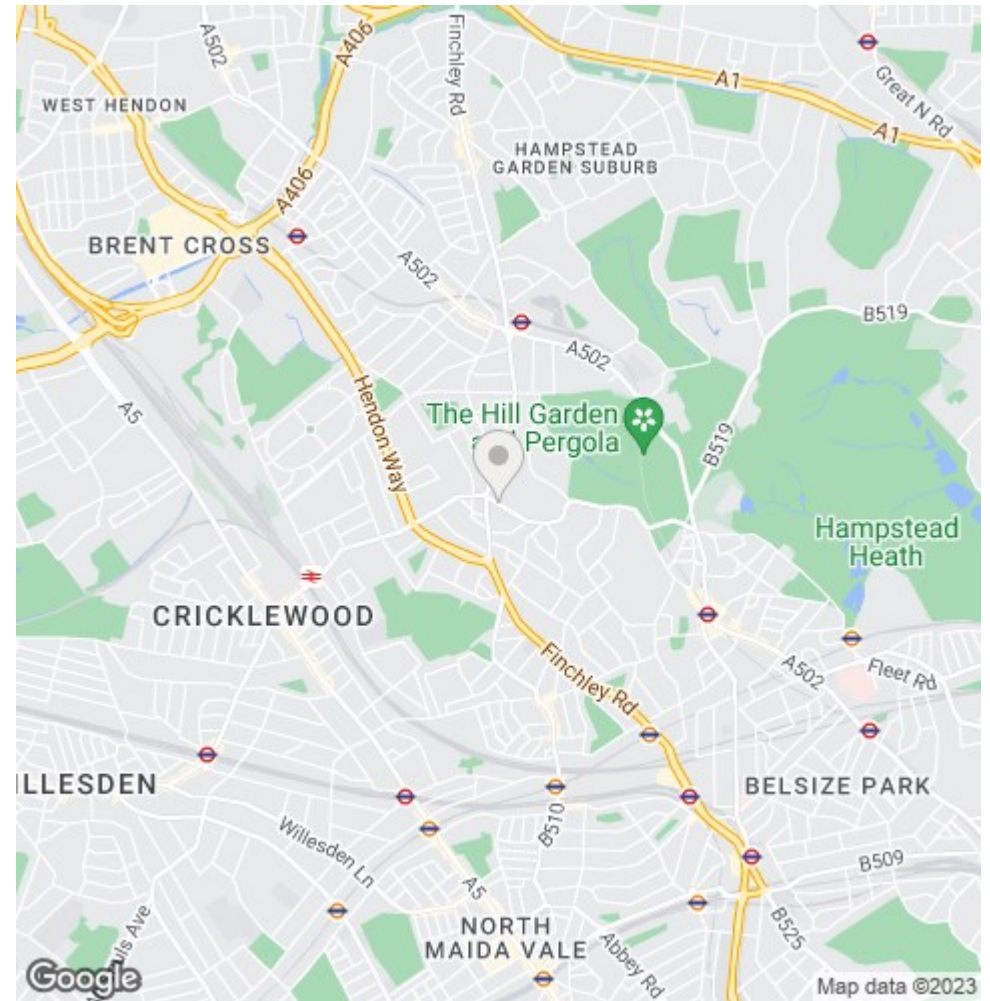 A502
A406
Finchley Rd
A1
Great N Rd
A1
WEST HENDON
HAMPSTEAD
GARDEN SUBURB
A406
BRENT CROSS
A502
B519
A502
A5
Hendon Way
The Hill Garden
Pergola
B519
Hampstead
Heath
CRICKLEWOOD
A502
Fleet Rd
Finchley Rd
ILLESDEN
BELSIZE PARK
B510
Willesden Ln
A5
B509
NORTH
MAIDA VALE
B525
Abbey Rd
Ave
Google
Map data ©2023